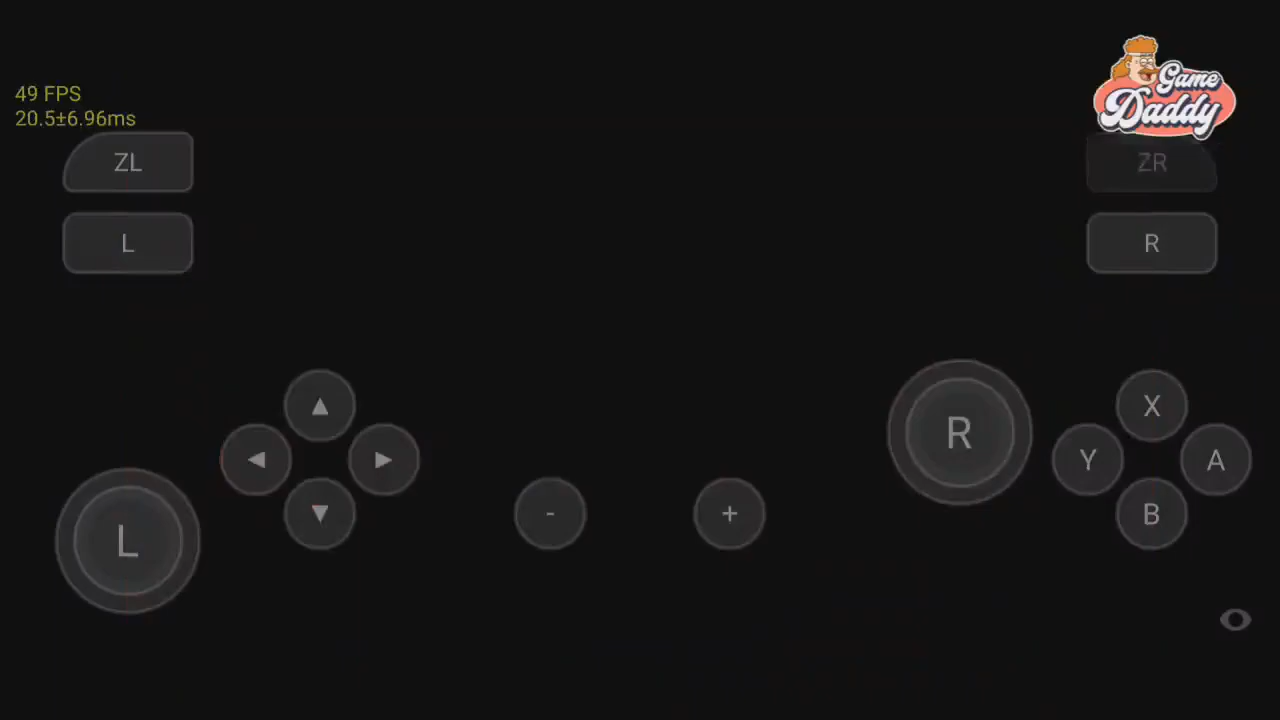 49 FPS
20.5±6.96ms
Game
Daddy
ZL
ZR
L
R
▲
◀
▶
▼
L
-
+
R
X
Y
A
B